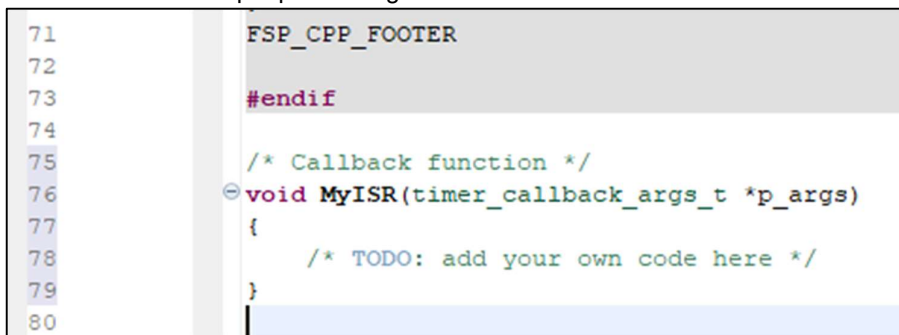 71 FSP_CPP_FOOTER
72
73 #endif
74
75 /* Callback function */
76 void MyISR(timer_callback_args_t *p_args)
77 {
78 /* TODO: add your own code here */
79 }
80